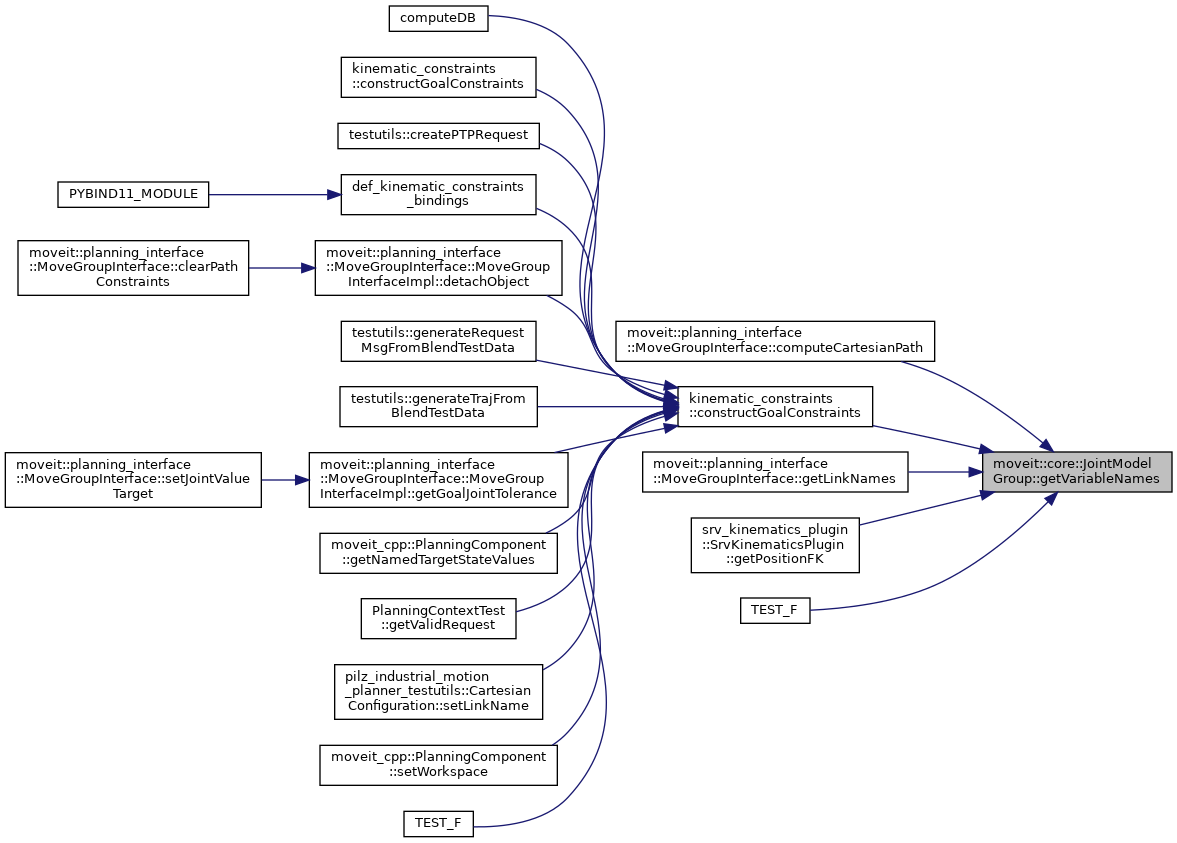 computeDB
kinematic_constraints
::constructGoalConstraints
testutils::createPTPRequest
PYBIND11_MODULE
def_kinematic_constraints
_bindings
moveit::planning_interface
::MoveGroupInterface::clearPath
Constraints
moveit::planning_interface
::MoveGroupInterface::MoveGroup
InterfaceImpl::detachObject
testutils::generateRequest
MsgFromBlendTestData
moveit::planning_interface
::MoveGroupInterface::computeCartesianPath
testutils::generateTrajFrom
BlendTestData
kinematic_constraints
::constructGoalConstraints
moveit::planning_interface
::MoveGroupInterface::setJointValue
Target
moveit::planning_interface
::MoveGroupInterface::MoveGroup
InterfaceImpl::getGoalJointTolerance
moveit::planning_interface
::MoveGroupInterface::getLinkNames
moveit::core::JointModel
Group::getVariableNames
moveit_cpp::PlanningComponent
::getNamedTargetStateValues
srv_kinematics_plugin
::SrvKinematicsPlugin
::getPositionFK
PlanningContextTest
::getValidRequest
TEST_F
pilz_industrial_motion
_planner_testutils::Cartesian
Configuration::setLinkName
moveit_cpp::PlanningComponent
::setWorkspace
TEST_F